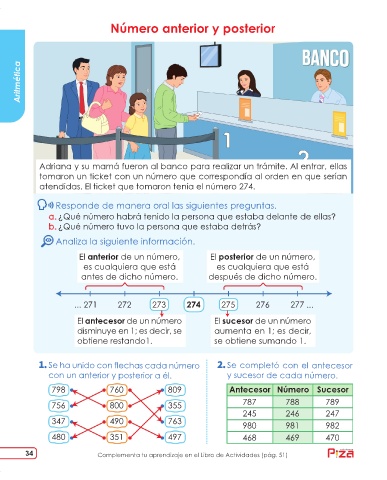 Número anterior y posterior
Aritmética
BANCO
1
2
Adriana y su mamá fueron al banco para realizar un trámite. Al entrar, ellas
tomaron un ticket con un número que correspondía al orden en que serían
atendidas. El ticket que tomaron tenía el número 274.
Responde de manera oral las siguientes preguntas.
a. ¿Qué número habrá tenido la persona que estaba delante de ellas?
b. ¿Qué número tuvo la persona que estaba detrás?
Analiza la siguiente información.
El anterior de un número,
es cualquiera que está
antes de dicho número.
El posterior de un número,
es cualquiera que está
después de dicho número.
... 271 272 273 274 275 276 277 ...
El antecesor de un número
disminuye en 1; es decir, se
obtiene restando1.
El sucesor de un número
aumenta en 1; es decir,
se obtiene sumando 1.
1. Se ha unido con flechas cada número
con un anterior y posterior a él.
798 760 809
756 800 355
347 490 763
480 351 497
2. Se completó con el antecesor
y sucesor de cada número.
Antecesor Número Sucesor
787 788 789
245 246 247
980 981 982
468 469 470
34
Complementa tu aprendizaje en el Libro de Actividades (pág. 51)
Piza